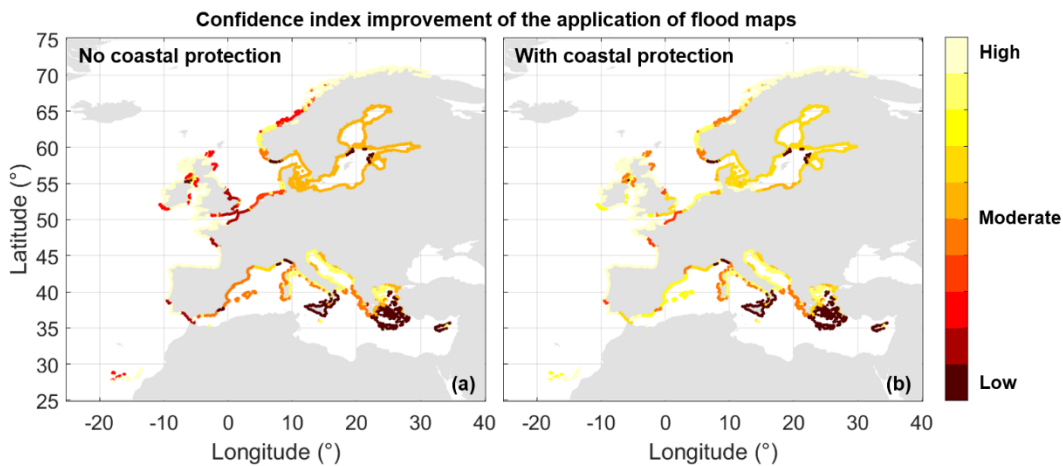 Confidence index improvement of the application of flood maps
No coastal protection
With coastal protection
75
70
65
60
55
50
45
40
35
30
25
Latitude (°)
-20 -10 0 10 20 30 40
Longitude (°)
(a)
-20 -10 0 10 20 30 40
Longitude (°)
(b)
High
Moderate
Low